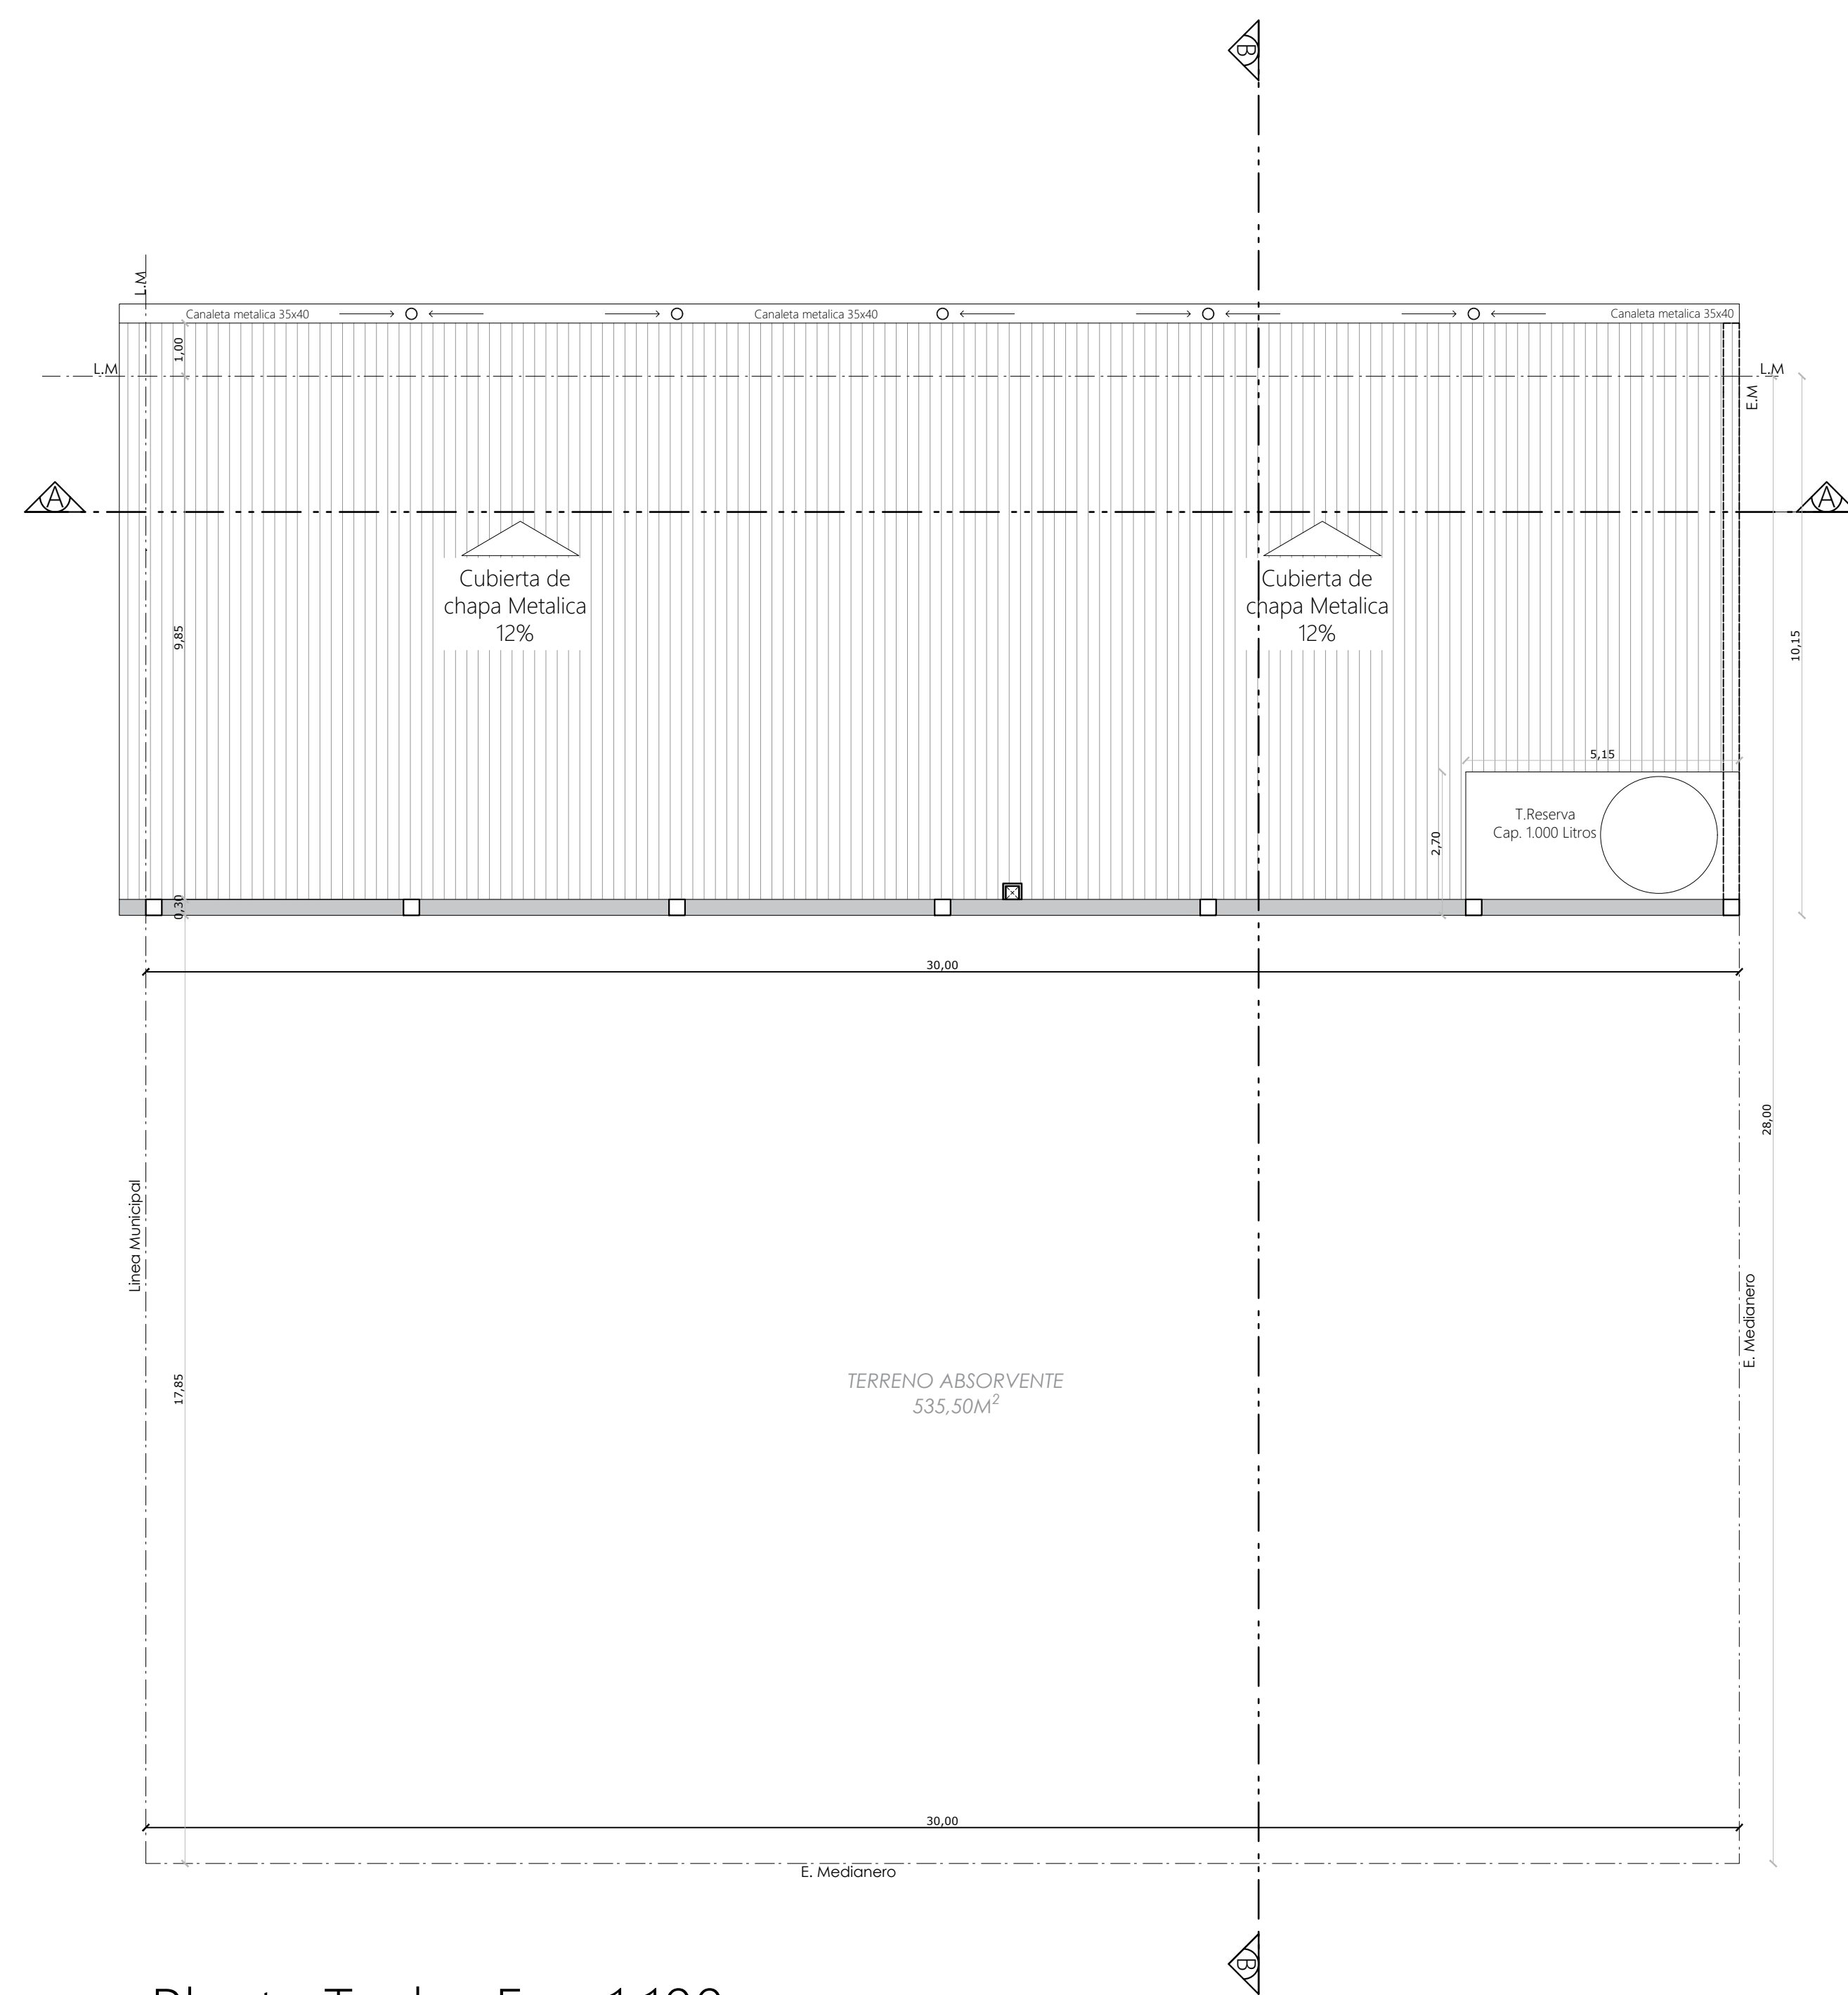 B
L.M
Canaleta metalica 35x40
Canaleta metalica 35x40
Canaleta metalica 35x40
1,00
L.M
L.M
E.M
A
A
Cubierta de
chapa Metalica
12%
Cubierta de
chapa Metalica
12%
9,85
10,15
5,15
T.Reserva
Cap. 1.000 Litros
2,70
0,30
30,00
28,00
Linea Municipal
E. Medianero
17,85
TERRENO ABSORVENTE
535,50M²
30,00
E. Medianero
B